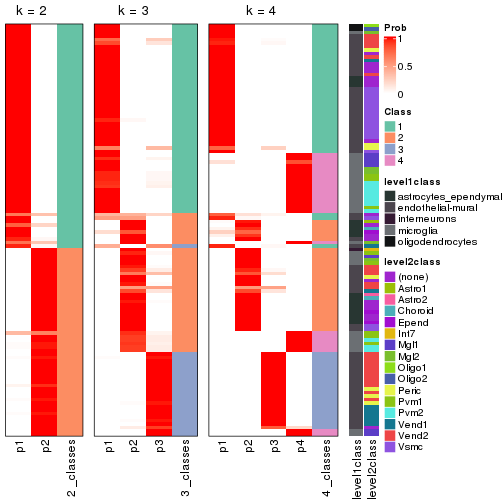 k = 2
k = 3
k = 4
p1
p2
2_classes
p1
p2
p3
3_classes
p1
p2
p3
p4
4_classes
level1class
level2class
Prob
1
0.5
0
Class
1
2
3
4
level1class
astrocytes_ependymal
endothelial-mural
interneurons
microglia
oligodendrocytes
level2class
(none)
Astro1
Astro2
Choroid
Epend
Int7
Mgl1
Mgl2
Oligo1
Oligo2
Peric
Pvm1
Pvm2
Vend1
Vend2
Vsmc